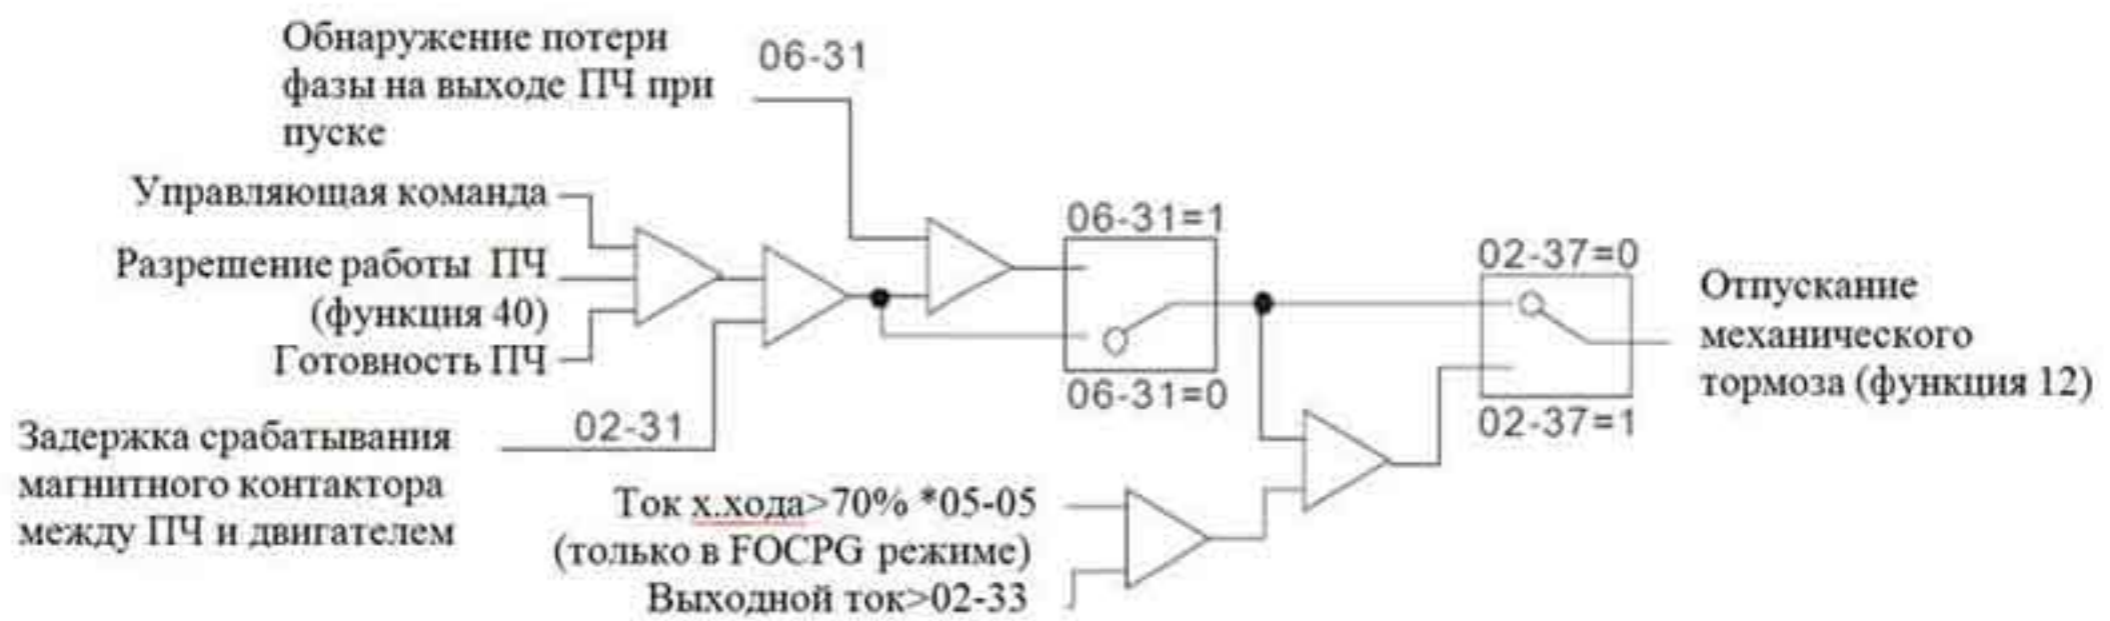 Обнаружение потери
фазы на выходе ПЧ при
пуске
06-31
Управляющая команда
Разрешение работы ПЧ
(функция 40)
Готовность ПЧ
Задержка срабатывания
магнитного контактора
между ПЧ и двигателем
02-31
06-31=1
06-31=0
Ток х.хода>70% *05-05
(только в FOCPG режиме)
Выходной ток>02-33
02-37=0
02-37=1
Отпускание
механического
тормоза (функция 12)